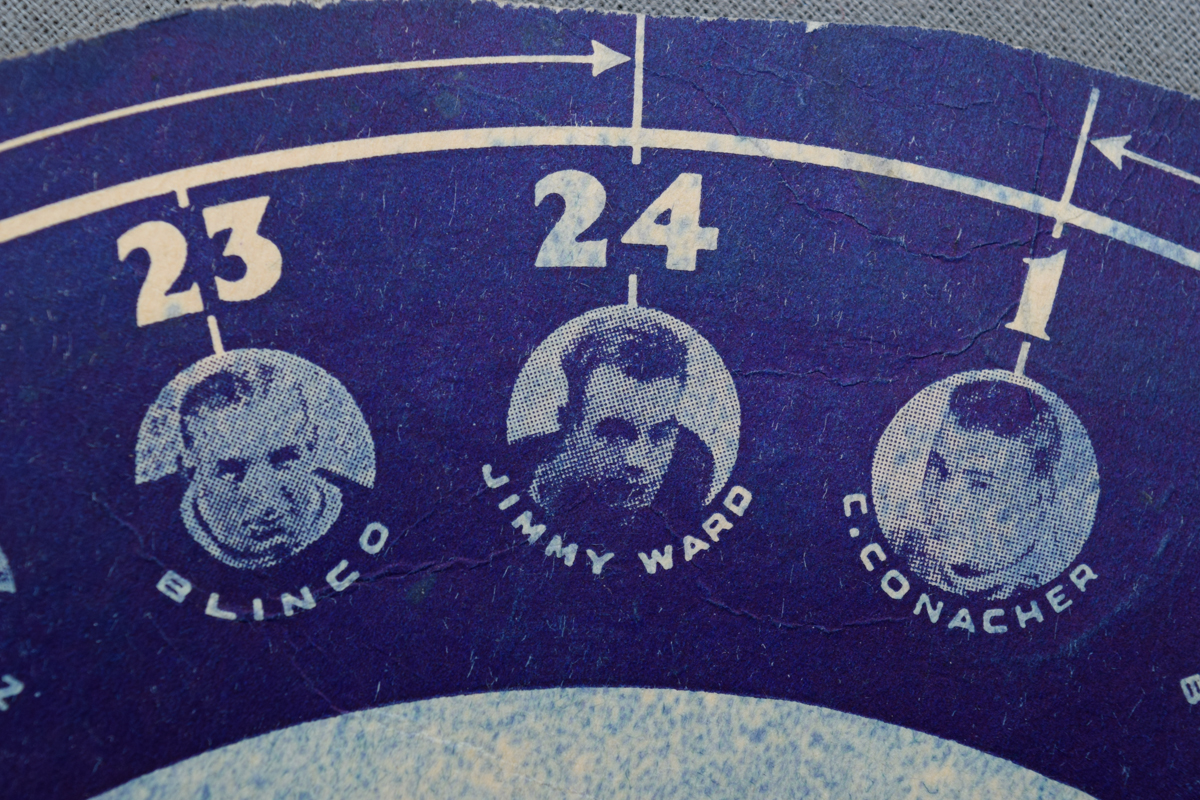 23
24
1
BLINCO
JIMMY WARD
C. CONACHER